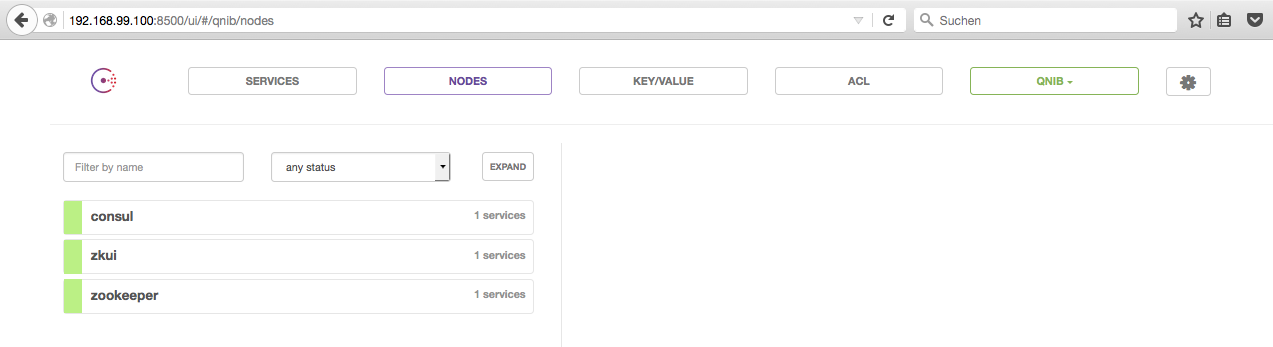 192.168.99.100:8500/ui/#/qnib/nodes
Suchen
SERVICES
NODES
KEY/VALUE
ACL
QNIB
Filter by name
any status
EXPAND
consul
1 services
zkui
1 services
zookeeper
1 services